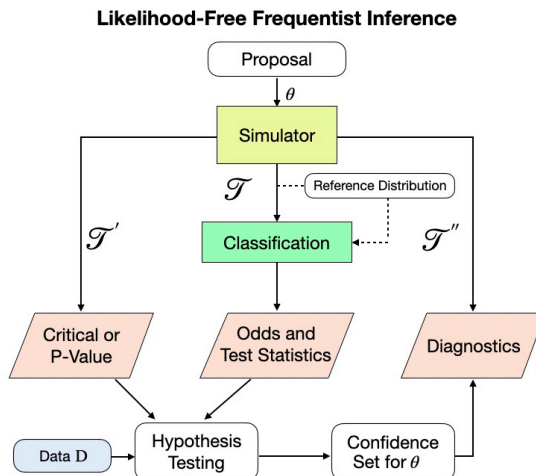 Likelihood-Free Frequentist Inference
Proposal
θ
Simulator
𝒯
Reference Distribution
𝒯′
𝒯″
Classification
Critical or
P-Value
Odds and
Test Statistics
Diagnostics
Data D
Hypothesis
Testing
Confidence
Set for θ